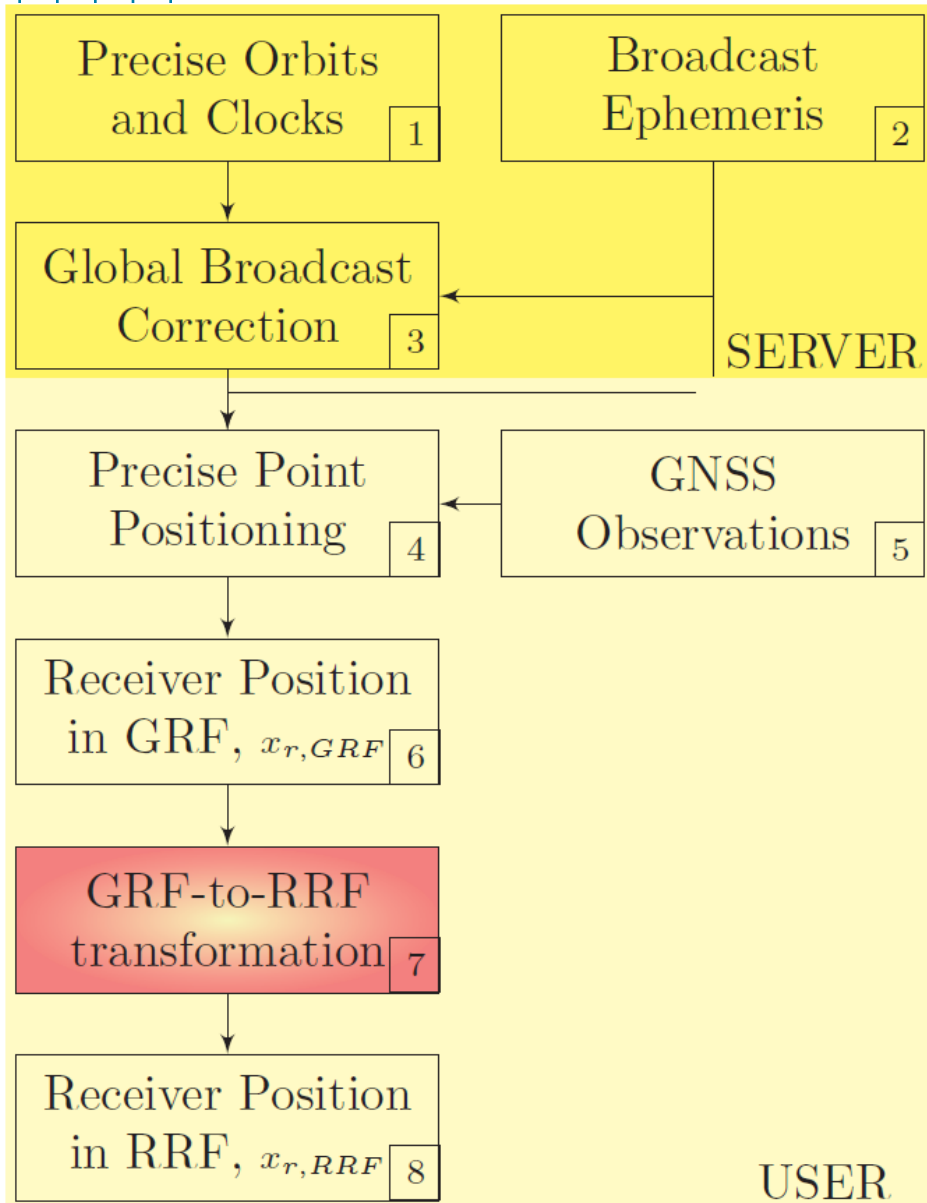 Precise Orbits
and Clocks
1
Broadcast
Ephemeris
2
Global Broadcast
Correction
3
SERVER
Precise Point
Positioning
4
GNSS
Observations
5
Receiver Position
in GRF, x_{r,GRF}
6
GRF-to-RRF
transformation
7
Receiver Position
in RRF, x_{r,RRF}
8
USER